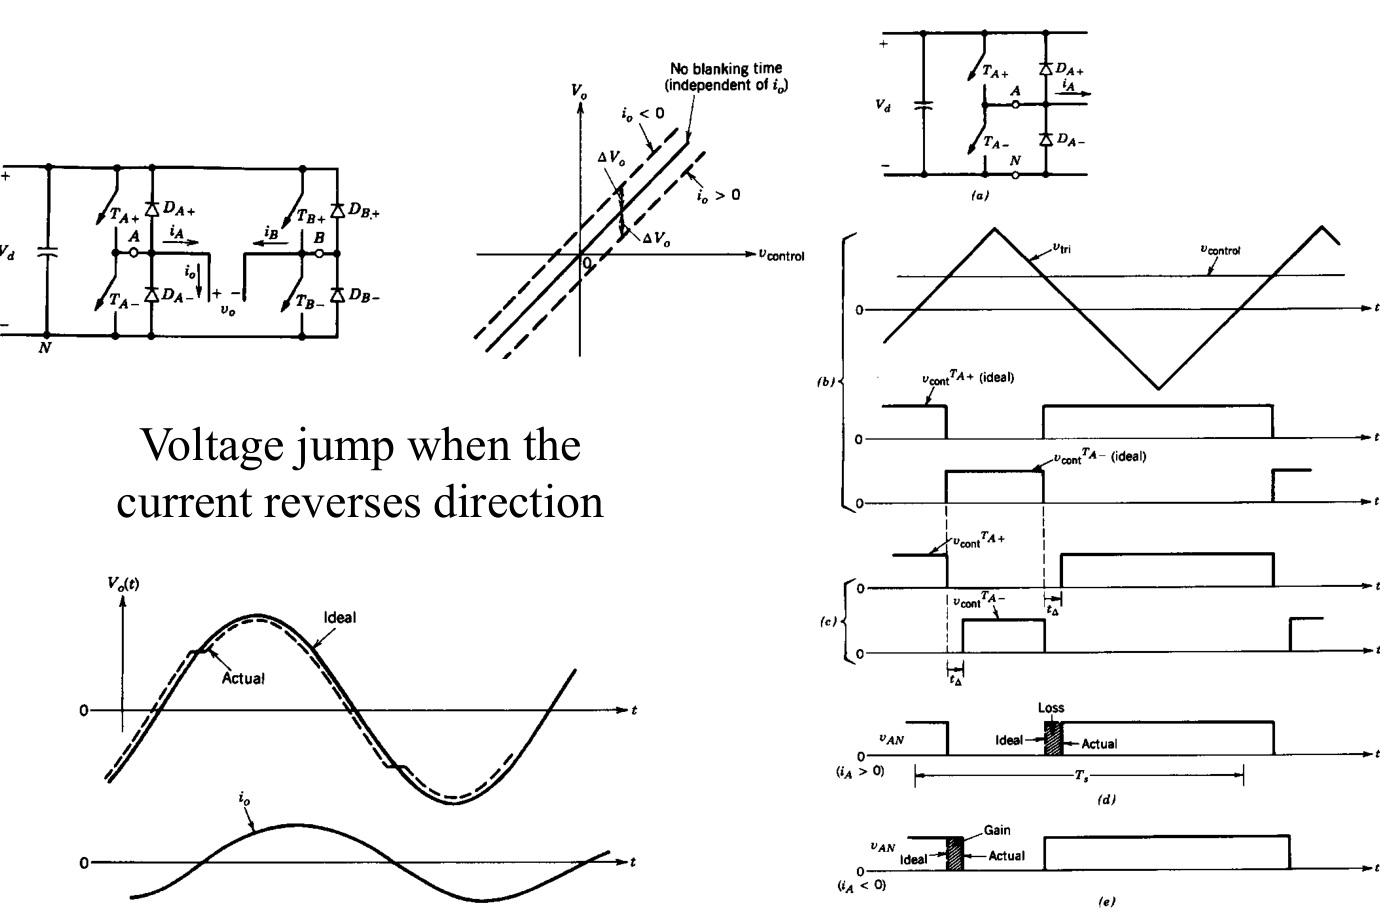 +
V_d
−
N
T_A+
D_A+
A
i_A
i_o
T_A−
D_A−
+ −
v_o
T_B+
D_B+
i_B
B
T_B−
D_B−
No blanking time
(independent of i_o)
V_o
i_o < 0
ΔV_o
i_o > 0
ΔV_o
0
v_control
+
V_d
−
T_A+
D_A+
A
i_A
T_A−
D_A−
N
(a)
Voltage jump when the
current reverses direction
V_o(t)
Ideal
Actual
0
t
i_o
0
t
(b)
v_tri
v_control
0
t
v_cont T_A+ (ideal)
0
t
v_cont T_A− (ideal)
0
t
(c)
v_cont T_A+
0
t
t_Δ
v_cont T_A−
0
t
t_Δ
Loss
v_AN
Ideal
Actual
0
t
(i_A > 0)
T_s
(d)
Gain
v_AN
Ideal
Actual
0
t
(i_A < 0)
(e)